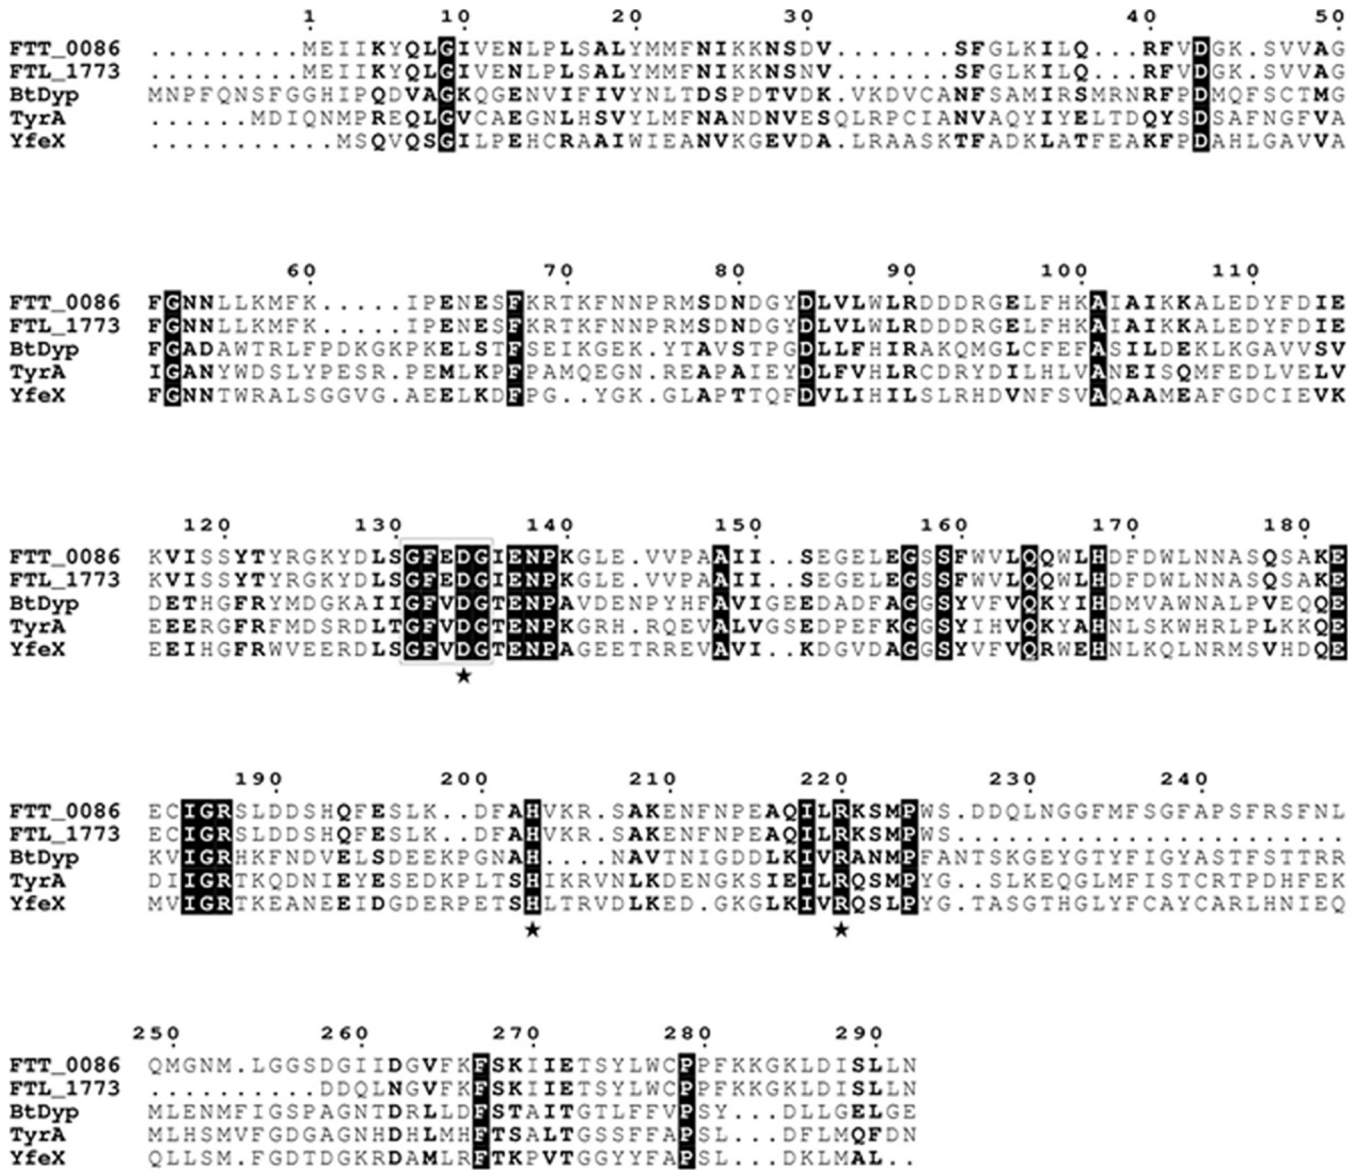 1 10 20 30 40 50
FTT_0086 .........MEIIKYQLGIVENLPLSALYMMFNIKKNSDV.......SFGLKILQ...RFVDGK.SVVAG
FTL_1773 .........MEIIKYQLGIVENLPLSALYMMFNIKKNSNV.......SFGLKILQ...RFVDGK.SVVAG
BtDyp MNPFQNSFGGHIPQDVAGKQGENVIFIVYNLTDSPDTVDK.VKDVCANFSAMIRSMRNRFPDMQFSCTMG
TyrA ......MDIQNMPREQLGVCAEGNLHSVYLMFNANDNVESQLRPCIANVAQYIYELTDQYSDSAFNGFVA
YfeX ...........MSQVQSGILPEHCRAAIWIEANVKGEVDA.LRAASKTFADKLATFEAKFPDAHLGAVVA
60 70 80 90 100 110
FTT_0086 FGNNLLKMFK.....IPENESFKRTKFNNPRMSDNDGYDLVLWLRDDDRGELFHKAIAIKKALEDYFDIE
FTL_1773 FGNNLLKMFK.....IPENESFKRTKFNNPRMSDNDGYDLVLWLRDDDRGELFHKAIAIKKALEDYFDIE
BtDyp FGADAWTRLFPDKGKPKELSTFSEIKGEK.YTAVSTPGDLLFHIRAKQMGLCFEFASILDEKLKGAVVSV
TyrA IGANYWDSLYPESR.PEMLKPFPAMQEGN.REAPAIEYDLFVHLRCDRYDILHLVANEISQMFEDLVELV
YfeX FGNNTWRALSGGVG.AEELKDFPG..YGK.GLAPTTQFDVLIHILSLRHDVNFSVAQAAMEAFGDCIEVK
120 130 140 150 160 170 180
FTT_0086 KVISSYTYRGKYDLSGFEDGIENPKGLE.VVPAAII..SEGELEGSSFWVLQQWLHDFDWLNNASQSAKE
FTL_1773 KVISSYTYRGKYDLSGFEDGIENPKGLE.VVPAAII..SEGELEGSSFWVLQQWLHDFDWLNNASQSAKE
BtDyp DETHGFRYMDGKAIIGFVDGTENPAVDENPYHFAVIGEEDADFAGGSYVFVQKYIHDMVAWNALPVEQQE
TyrA EEERGFRFMDSRDLTGFVDGTENPKGRH.RQEVALVGSEDPEFKGGSYIHVQKYAHNLSKWHRLPLKKQE
YfeX EEIHGFRWVEERDLSGFVDGTENPAGEETRREVAVI..KDGVDAGGSYVFVQRWEHNLKQLNRMSVHDQE
★
190 200 210 220 230 240
FTT_0086 ECIGRSLDDSHQFESLK..DFAHVKR.SAKENFNPEAQILRKSMPWS.DDQLNGGFMFSGFAPSFRSFNL
FTL_1773 ECIGRSLDDSHQFESLK..DFAHVKR.SAKENFNPEAQILRKSMPWS.......................
BtDyp KVIGRHKFNDVELSDEEKPGNAH....NAVTNIGDDLKIVRANMPFANTSKGEYGTYFIGYASTFSTTRR
TyrA DIIGRTKQDNIEYESEDKPLTSHIKRVNLKDENGKSIEILRQSMPYG..SLKEQGLMFISTCRTPDHFEK
YfeX MVIGRTKEANEEIDGDERPETSHLTRVDLKED.GKGLKIVRQSLPYG.TASGTHGLYFCAYCARLHNIEQ
★ ★
250 260 270 280 290
FTT_0086 QMGNM.LGGSDGIIDGVFKFSKIIETSYLWCPPFKKGKLDISLLN
FTL_1773 ..........DDQLNGVFKFSKIIETSYLWCPPFKKGKLDISLLN
BtDyp MLENMFIGSPAGNTDRLLDFSTAITGTLFFVPSY...DLLGELGE
TyrA MLHSMVFGDGAGNHDHLMHFTSALTGSSFFAPSL...DFLMQFDN
YfeX QLLSM.FGDTDGKRDAMLRFTKPVTGGYYFAPSL...DKLMAL..